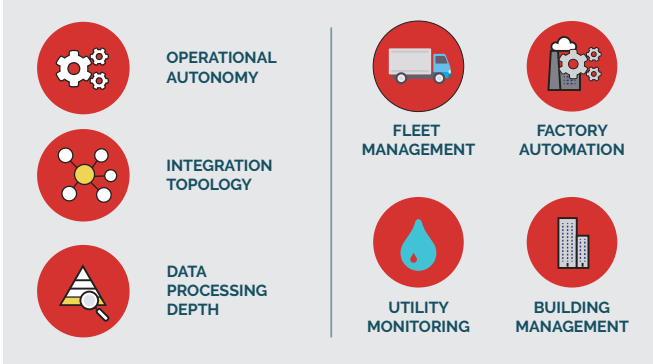 OPERATIONAL
AUTONOMY
INTEGRATION
TOPOLOGY
DATA
PROCESSING
DEPTH
FLEET
MANAGEMENT
FACTORY
AUTOMATION
UTILITY
MONITORING
BUILDING
MANAGEMENT